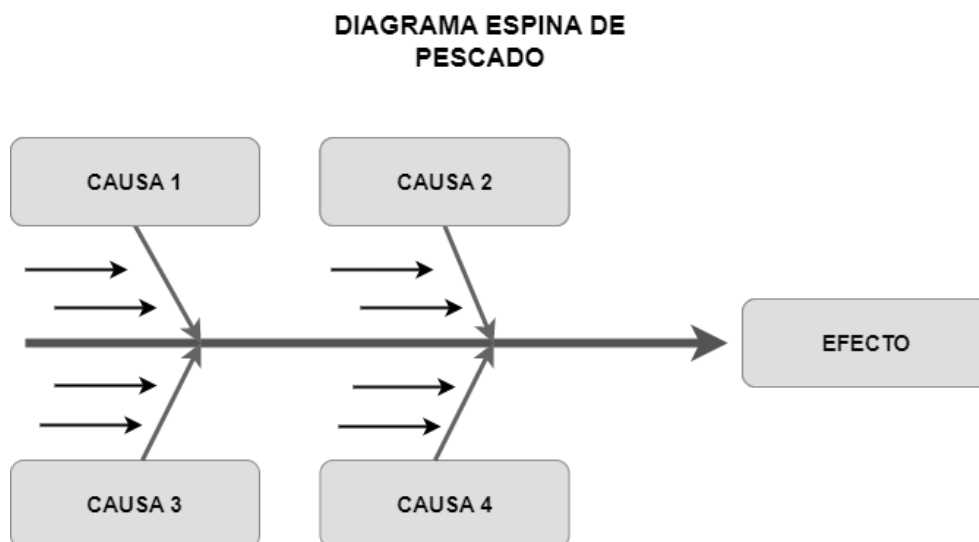 DIAGRAMA ESPINA DE
PESCADO
CAUSA 1
CAUSA 2
EFECTO
CAUSA 3
CAUSA 4